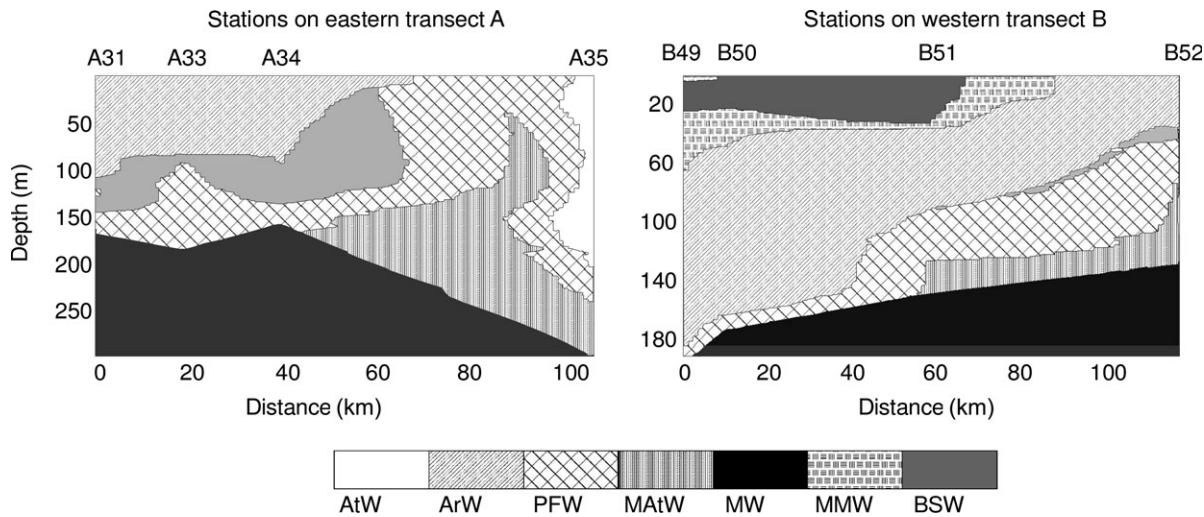 Stations on eastern transect A
Stations on western transect B
A31 A33 A34 A35
B49 B50 B51 B52
Depth (m)
50
100
150
200
250
0 20 40 60 80 100
Distance (km)
20
60
100
140
180
0 20 40 60 80 100
Distance (km)
AtW ArW PFW MAtW MW MMW BSW